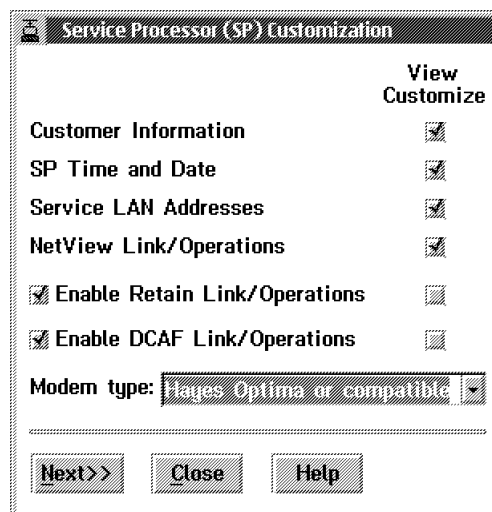 Service Processor (SP) Customization
View
Customize
Customer Information
SP Time and Date
Service LAN Addresses
NetView Link/Operations
Enable Retain Link/Operations
Enable DCAF Link/Operations
Modem type: Hayes Optima or compatible
Next>> Close Help